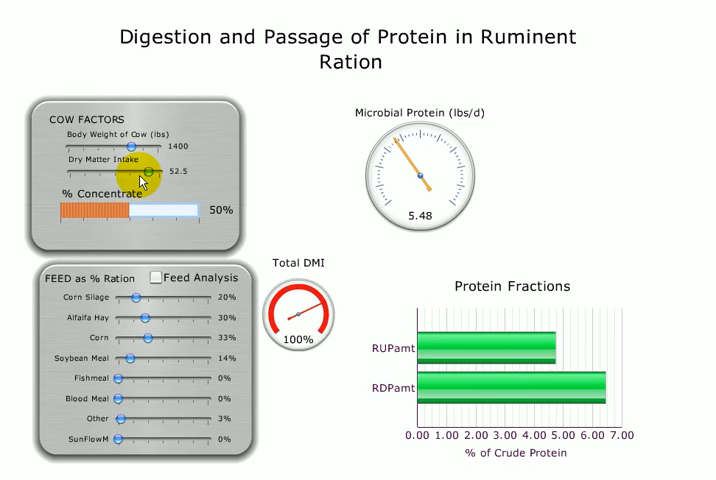 Digestion and Passage of Protein in Ruminent
Ration
COW FACTORS
Body Weight of Cow (lbs)
1400
Dry Matter Intake
52.5
% Concentrate
50%
Microbial Protein (lbs/d)
5.48
FEED as % Ration
Feed Analysis
Corn Silage 20%
Alfalfa Hay 30%
Corn 33%
Soybean Meal 14%
Fishmeal 0%
Blood Meal 0%
Other 3%
SunFlowM 0%
Total DMI
100%
Protein Fractions
RUPamt
RDPamt
0.00 1.00 2.00 3.00 4.00 5.00 6.00 7.00
% of Crude Protein